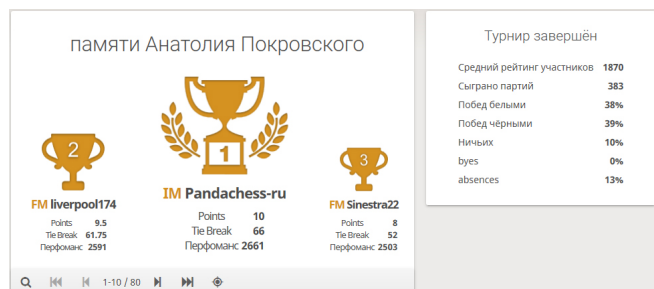 памяти Анатолия Покровского
2
1
3
FM liverpool174
IM Pandachess-ru
FM Sinestra22
Points 9.5
Tie Break 61.75
Перфоманс 2591
Points 10
Tie Break 66
Перфоманс 2661
Points 8
Tie Break 52
Перфоманс 2503
1-10 / 80
Турнир завершён
Средний рейтинг участников 1870
Сыграно партий 383
Побед белыми 38%
Побед чёрными 39%
Ничьих 10%
byes 0%
absences 13%